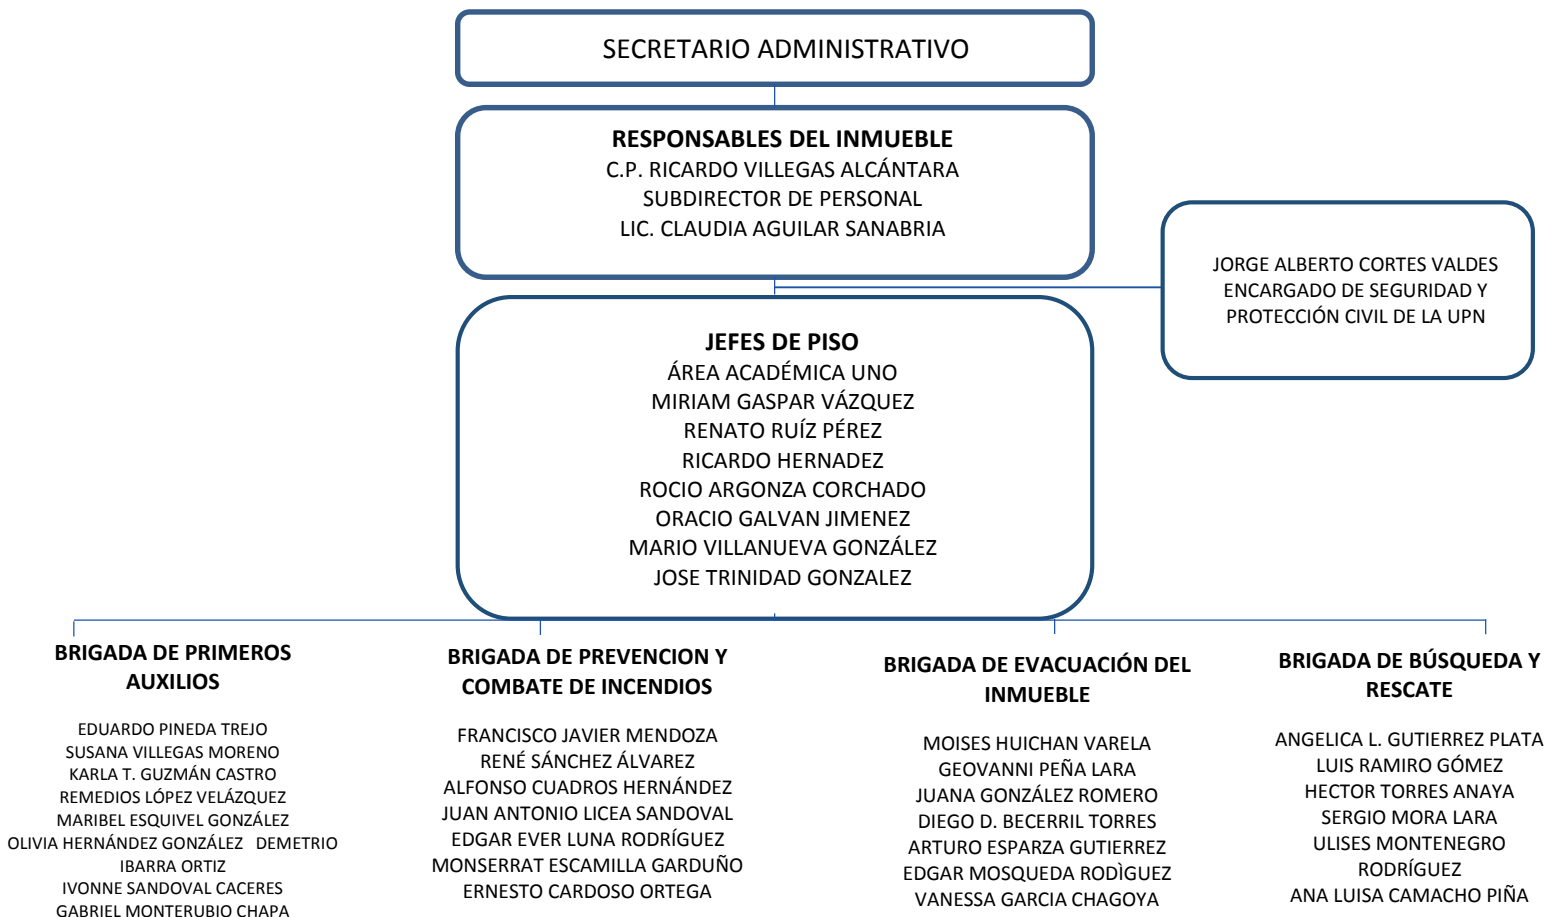 SECRETARIO ADMINISTRATIVO
RESPONSABLES DEL INMUEBLE
C.P. RICARDO VILLEGAS ALCÁNTARA
SUBDIRECTOR DE PERSONAL
LIC. CLAUDIA AGUILAR SANABRIA
JORGE ALBERTO CORTES VALDES
ENCARGADO DE SEGURIDAD Y
PROTECCIÓN CIVIL DE LA UPN
JEFES DE PISO
ÁREA ACADÉMICA UNO
MIRIAM GASPAR VÁZQUEZ
RENATO RUÍZ PÉREZ
RICARDO HERNADEZ
ROCIO ARGONZA CORCHADO
ORACIO GALVAN JIMENEZ
MARIO VILLANUEVA GONZÁLEZ
JOSE TRINIDAD GONZALEZ
BRIGADA DE PRIMEROS
AUXILIOS
EDUARDO PINEDA TREJO
SUSANA VILLEGAS MORENO
KARLA T. GUZMÁN CASTRO
REMEDIOS LÓPEZ VELÁZQUEZ
MARIBEL ESQUIVEL GONZÁLEZ
OLIVIA HERNÁNDEZ GONZÁLEZ   DEMETRIO
IBARRA ORTIZ
IVONNE SANDOVAL CACERES
GABRIEL MONTERUBIO CHAPA
BRIGADA DE PREVENCION Y
COMBATE DE INCENDIOS
FRANCISCO JAVIER MENDOZA
RENÉ SÁNCHEZ ÁLVAREZ
ALFONSO CUADROS HERNÁNDEZ
JUAN ANTONIO LICEA SANDOVAL
EDGAR EVER LUNA RODRÍGUEZ
MONSERRAT ESCAMILLA GARDUÑO
ERNESTO CARDOSO ORTEGA
BRIGADA DE EVACUACIÓN DEL
INMUEBLE
MOISES HUICHAN VARELA
GEOVANNI PEÑA LARA
JUANA GONZÁLEZ ROMERO
DIEGO D. BECERRIL TORRES
ARTURO ESPARZA GUTIERREZ
EDGAR MOSQUEDA RODÌGUEZ
VANESSA GARCIA CHAGOYA
BRIGADA DE BÚSQUEDA Y
RESCATE
ANGELICA L. GUTIERREZ PLATA
LUIS RAMIRO GÓMEZ
HECTOR TORRES ANAYA
SERGIO MORA LARA
ULISES MONTENEGRO
RODRÍGUEZ
ANA LUISA CAMACHO PIÑA